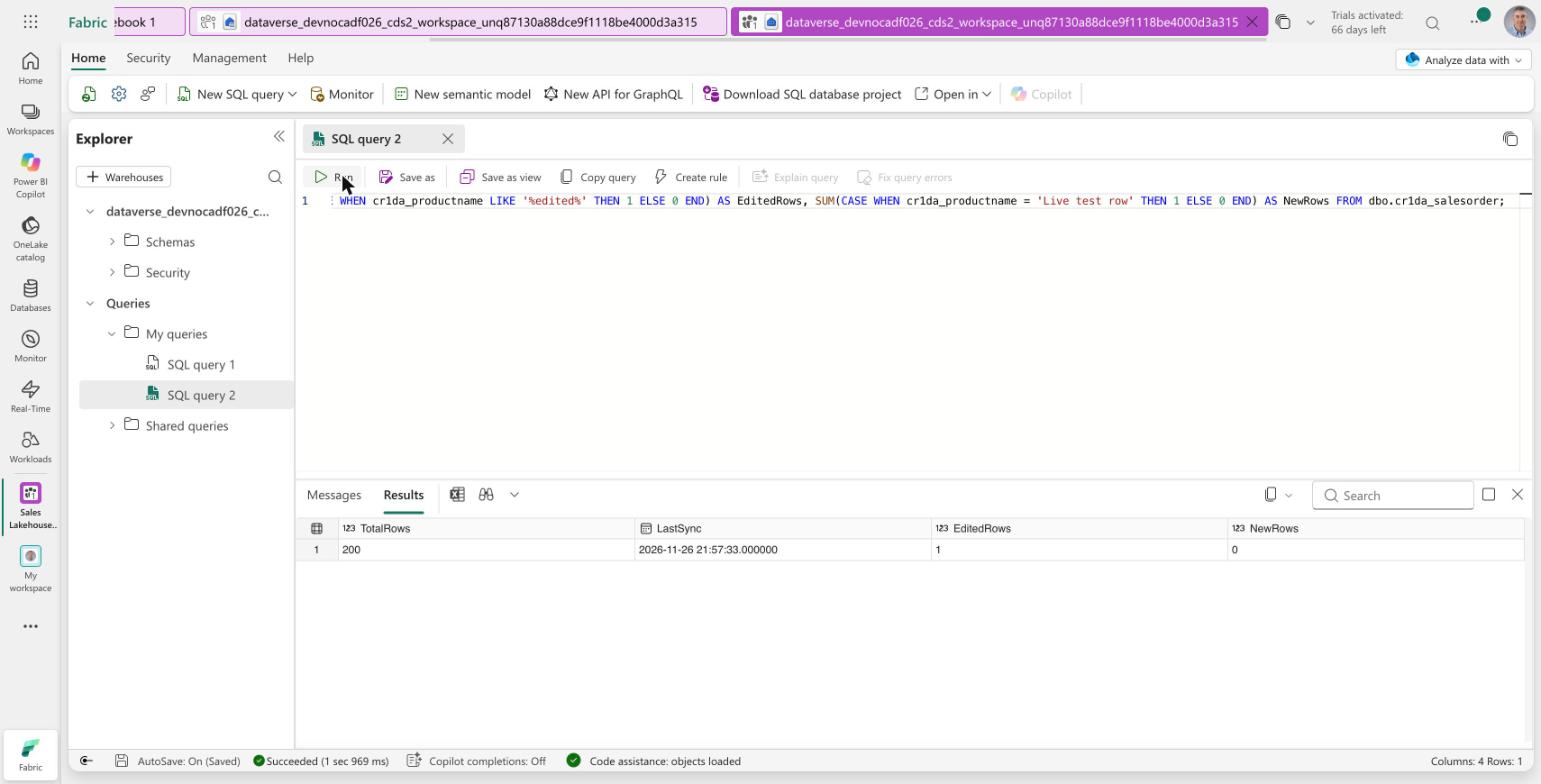 Fabric
ebook 1
dataverse_devnocadf026_cds2_workspace_unq87130a88dce9f1118be4000d3a315
dataverse_devnocadf026_cds2_workspace_unq87130a88dce9f1118be4000d3a315
Trials activated:
66 days left
Home
Security
Management
Help
Analyze data with
New SQL query
Monitor
New semantic model
New API for GraphQL
Download SQL database project
Open in
Copilot
Home
Workspaces
Power BI
Copilot
OneLake
catalog
Databases
Monitor
Real-Time
Workloads
Sales
Lakehouse..
My
workspace
Fabric
Explorer
Warehouses
dataverse_devnocadf026_c...
Schemas
Security
Queries
My queries
SQL query 1
SQL query 2
Shared queries
SQL query 2
Run
Save as
Save as view
Copy query
Create rule
Explain query
Fix query errors
1 WHEN cr1da_productname LIKE '%edited%' THEN 1 ELSE 0 END) AS EditedRows, SUM(CASE WHEN cr1da_productname = 'Live test row' THEN 1 ELSE 0 END) AS NewRows FROM dbo.cr1da_salesorder;
Messages
Results
Search
123 TotalRows LastSync 123 EditedRows 123 NewRows
1 200 2026-11-26 21:57:33.000000 1 0
AutoSave: On (Saved)
Succeeded (1 sec 969 ms)
Copilot completions: Off
Code assistance: objects loaded
Columns: 4 Rows: 1